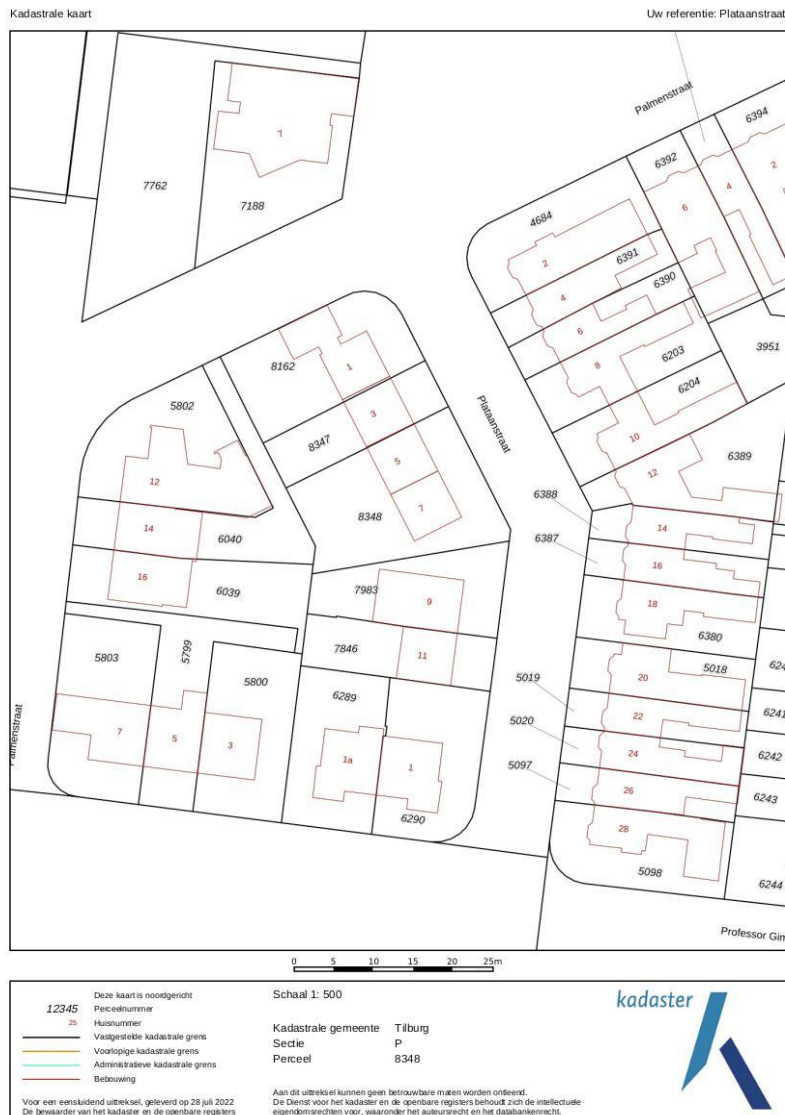 Kadastrale kaart
Uw referentie: Plataanstraat
Palmenstraat
7
7762
7188
6394
6392
2
4
6
4684
2
6391
4
6390
6
8
6203
3951
6204
8162
1
5802
3
8347
Plataanstraat
5
10
6389
12
12
7
6388
8348
14
14
6040
6387
16
16
6039
7983
9
18
6380
5799
7846
11
5803
5800
5018
20
5019
6289
22
6241
5020
7
5
3
1a
1
24
6242
5097
26
6243
Palmenstraat
6290
28
5098
6244
Professor Gim
0 5 10 15 20 25m
Deze kaart is noordgericht
12345 Perceelnummer
25 Huisnummer
Vastgestelde kadastrale grens
Voorlopige kadastrale grens
Administratieve kadastrale grens
Bebouwing
Voor een eensluidend uittreksel, geleverd op 28 juli 2022
De bewaarder van het kadaster en de openbare registers
Schaal 1: 500
Kadastrale gemeente Tilburg
Sectie P
Perceel 8348
Aan dit uittreksel kunnen geen betrouwbare maten worden ontleend.
De Dienst voor het kadaster en de openbare registers behoudt zich de intellectuele
eigendomsrechten voor, waaronder het auteursrecht en het databankenrecht.
kadaster